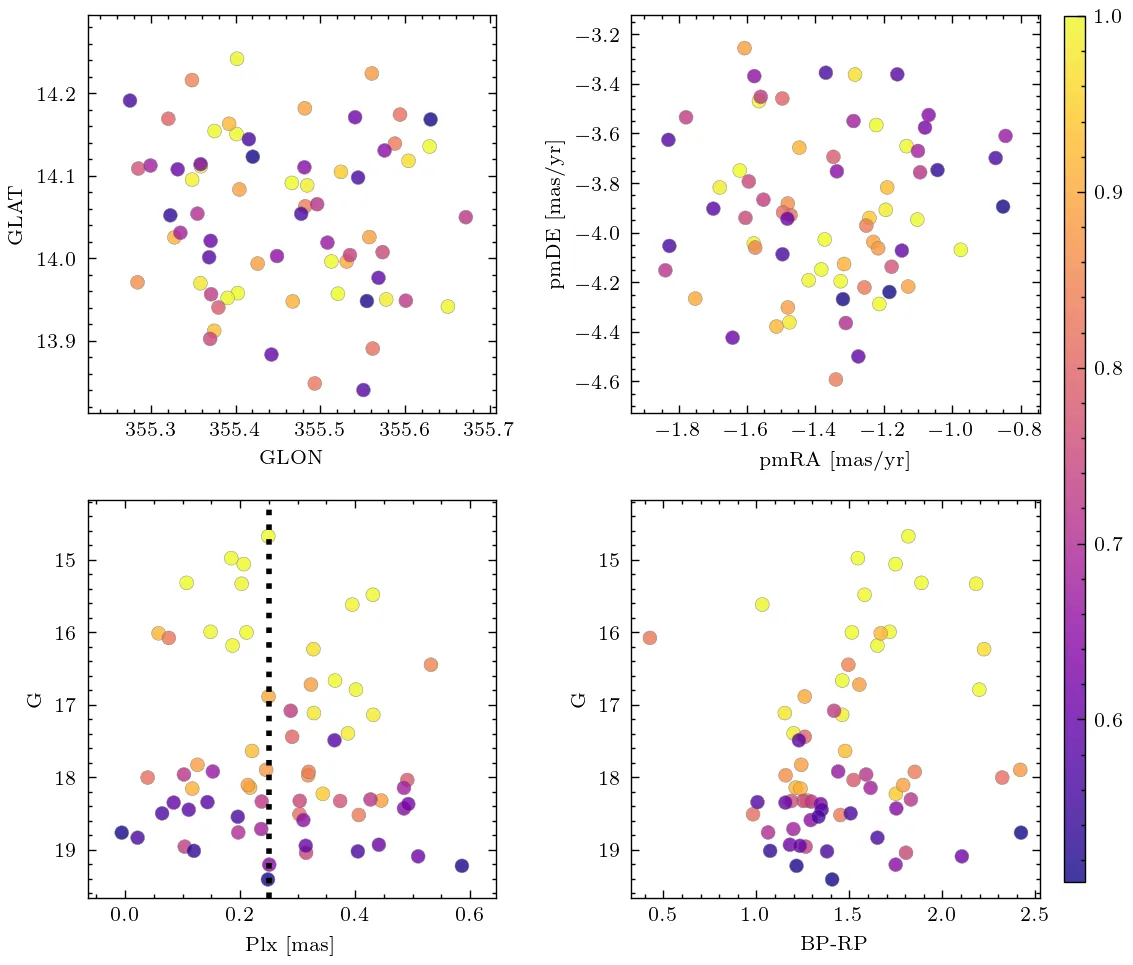 14.2
14.1
14.0
13.9
GLAT
355.3 355.4 355.5 355.6 355.7
GLON
−3.2
−3.4
−3.6
−3.8
−4.0
−4.2
−4.4
−4.6
pmDE [mas/yr]
−1.8 −1.6 −1.4 −1.2 −1.0 −0.8
pmRA [mas/yr]
1.0
0.9
0.8
0.7
0.6
15
16
17
18
19
G
0.0 0.2 0.4 0.6
Plx [mas]
15
16
17
18
19
G
0.5 1.0 1.5 2.0 2.5
BP-RP